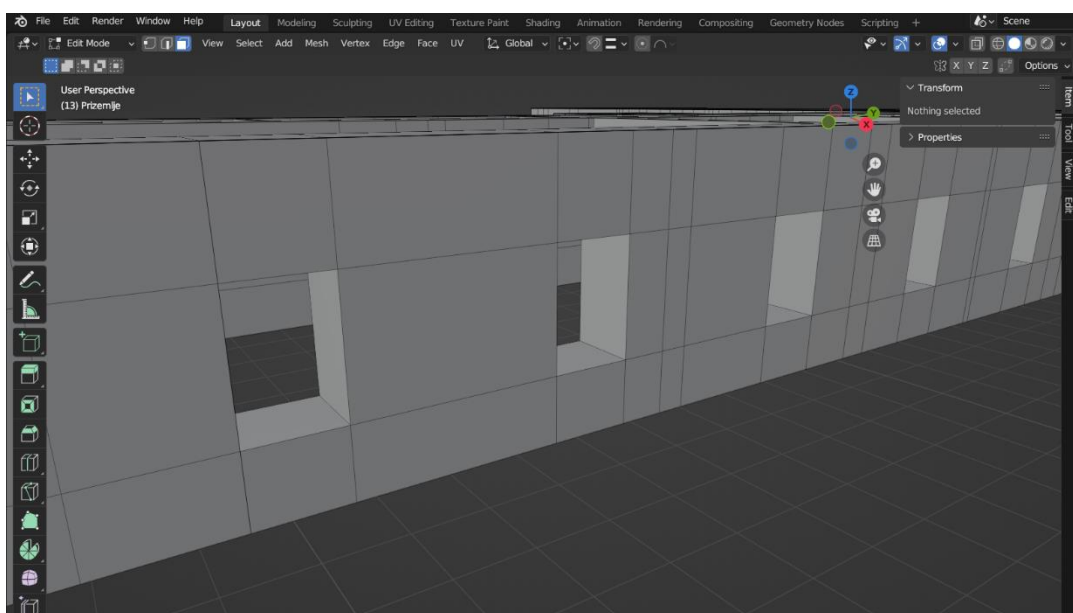 File Edit Render Window Help Layout Modeling Sculpting UV Editing Texture Paint Shading Animation Rendering Compositing Geometry Nodes Scripting + Scene
Edit Mode View Select Add Mesh Vertex Edge Face UV Global
X Y Z Options
User Perspective
(13) Prizemlje
Z
Y
X
Transform
Nothing selected
Properties
Item
Tool
View
Edit